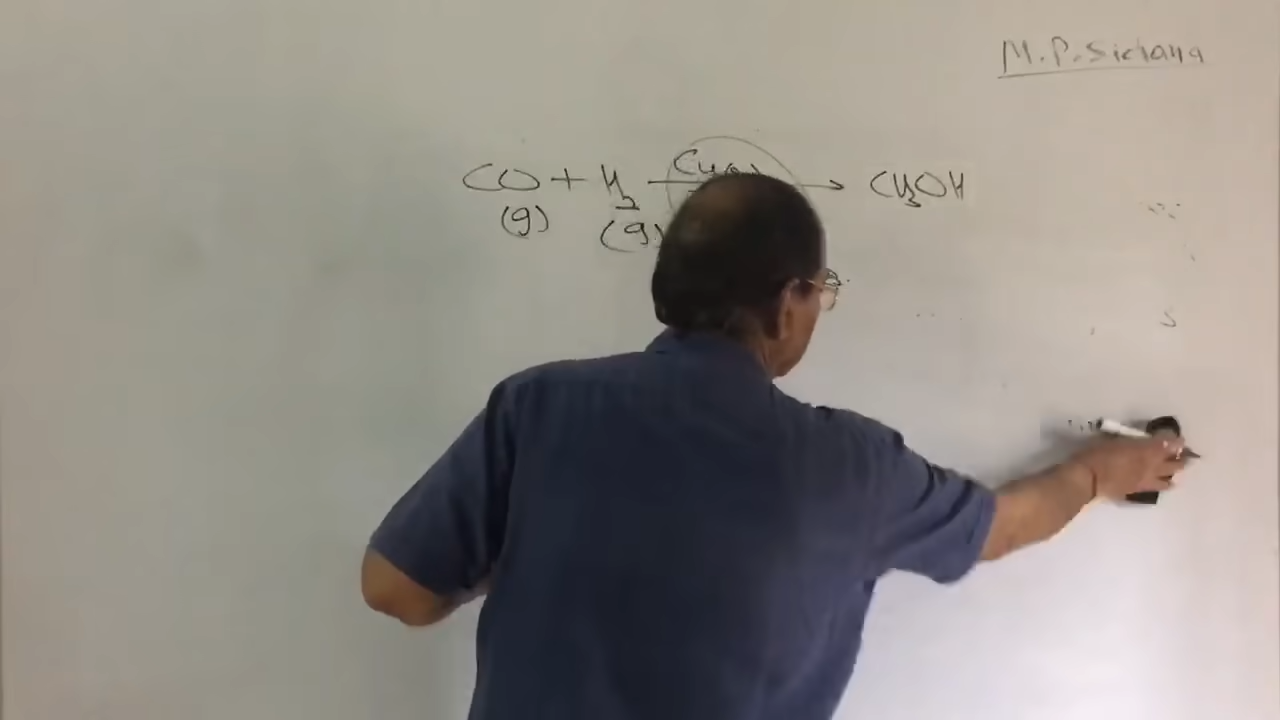 M.P.Sidana
CO + H2 → CH3OH
(g) (g)